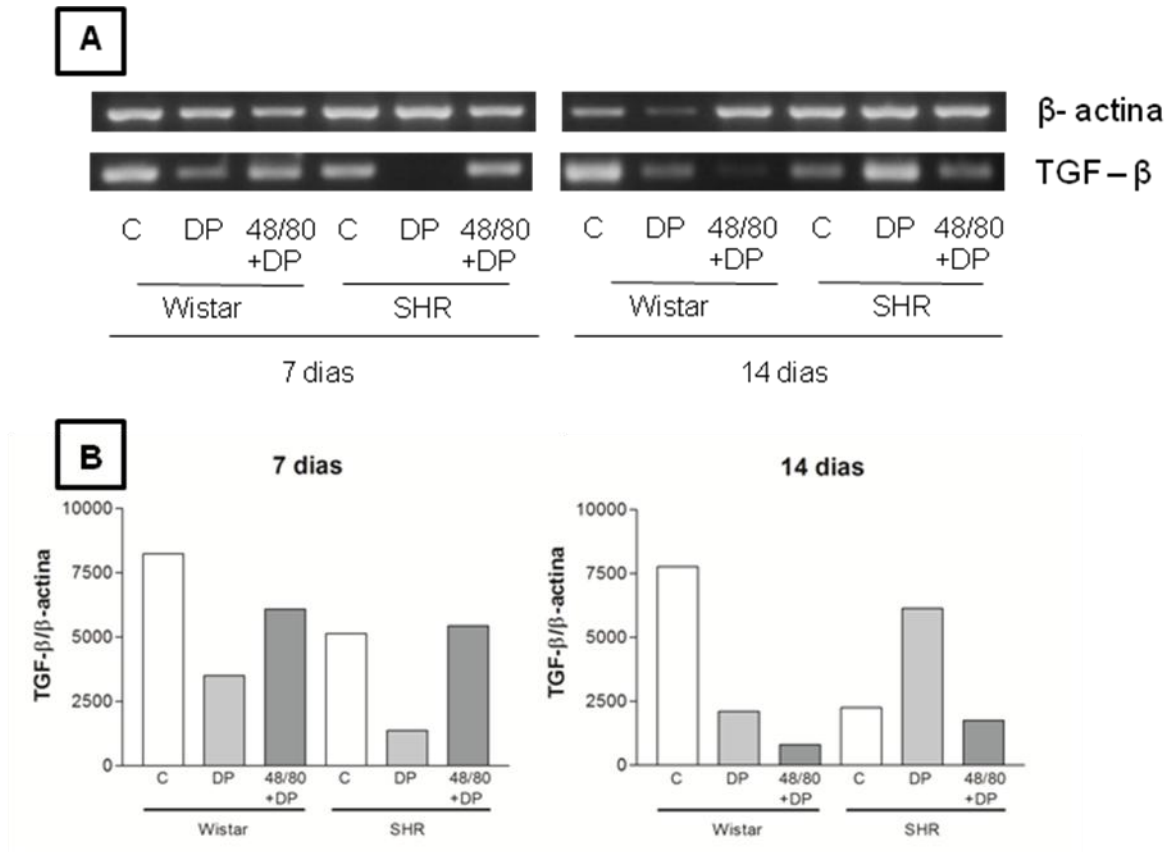 A
β- actina
TGF – β
C DP 48/80 C DP 48/80 C DP 48/80 C DP 48/80
+DP +DP +DP +DP
Wistar SHR Wistar SHR
7 dias 14 dias
B
7 dias
10000
7500
5000
2500
0
TGF-β/β-actina
C DP 48/80 C DP 48/80
+DP +DP
Wistar SHR
14 dias
10000
7500
5000
2500
0
TGF-β/β-actina
C DP 48/80 C DP 48/80
+DP +DP
Wistar SHR